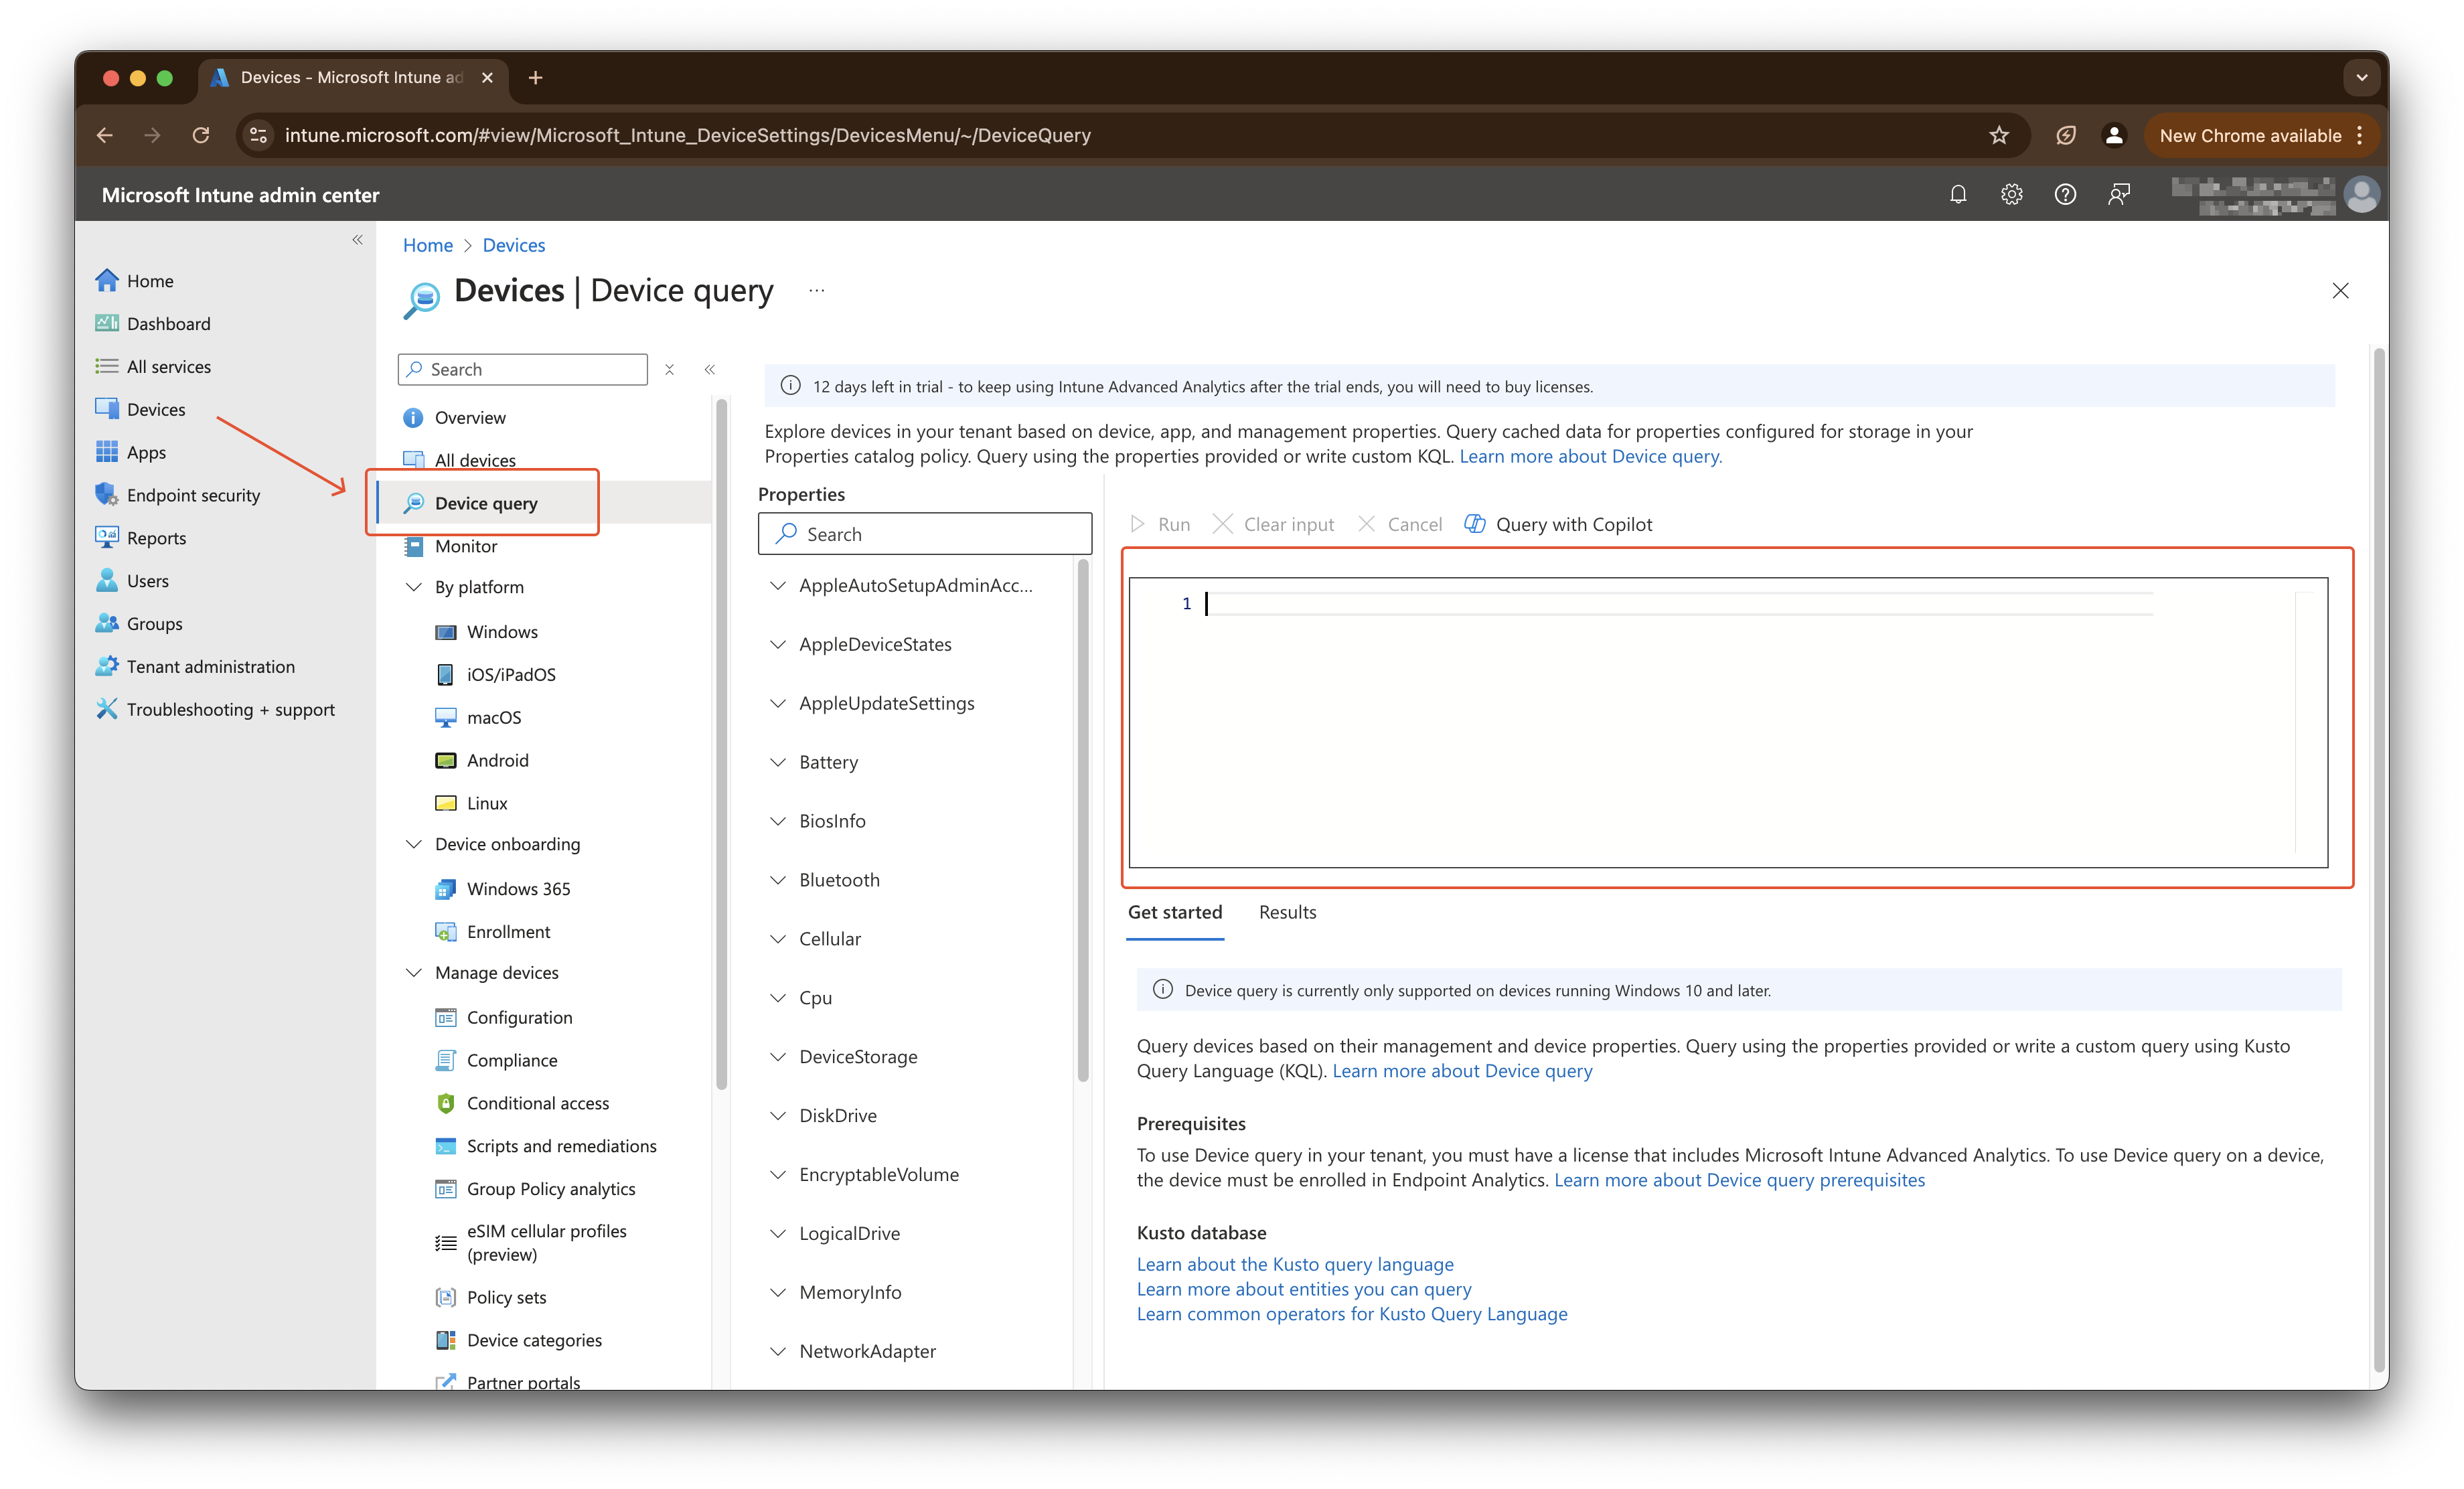 Devices - Microsoft Intune ad
intune.microsoft.com/#view/Microsoft_Intune_DeviceSettings/DevicesMenu/~/DeviceQuery
New Chrome available
Microsoft Intune admin center
Home
Dashboard
All services
Devices
Apps
Endpoint security
Reports
Users
Groups
Tenant administration
Troubleshooting + support
Home > Devices
Devices | Device query ...
Search
Overview
All devices
Device query
Monitor
By platform
Windows
iOS/iPadOS
macOS
Android
Linux
Device onboarding
Windows 365
Enrollment
Manage devices
Configuration
Compliance
Conditional access
Scripts and remediations
Group Policy analytics
eSIM cellular profiles
(preview)
Policy sets
Device categories
Partner portals
12 days left in trial - to keep using Intune Advanced Analytics after the trial ends, you will need to buy licenses.
Explore devices in your tenant based on device, app, and management properties. Query cached data for properties configured for storage in your
Properties catalog policy. Query using the properties provided or write custom KQL. Learn more about Device query.
Properties
Search
AppleAutoSetupAdminAcc...
AppleDeviceStates
AppleUpdateSettings
Battery
BiosInfo
Bluetooth
Cellular
Cpu
DeviceStorage
DiskDrive
EncryptableVolume
LogicalDrive
MemoryInfo
NetworkAdapter
Run Clear input Cancel Query with Copilot
1
Get started Results
Device query is currently only supported on devices running Windows 10 and later.
Query devices based on their management and device properties. Query using the properties provided or write a custom query using Kusto
Query Language (KQL). Learn more about Device query
Prerequisites
To use Device query in your tenant, you must have a license that includes Microsoft Intune Advanced Analytics. To use Device query on a device,
the device must be enrolled in Endpoint Analytics. Learn more about Device query prerequisites
Kusto database
Learn about the Kusto query language
Learn more about entities you can query
Learn common operators for Kusto Query Language